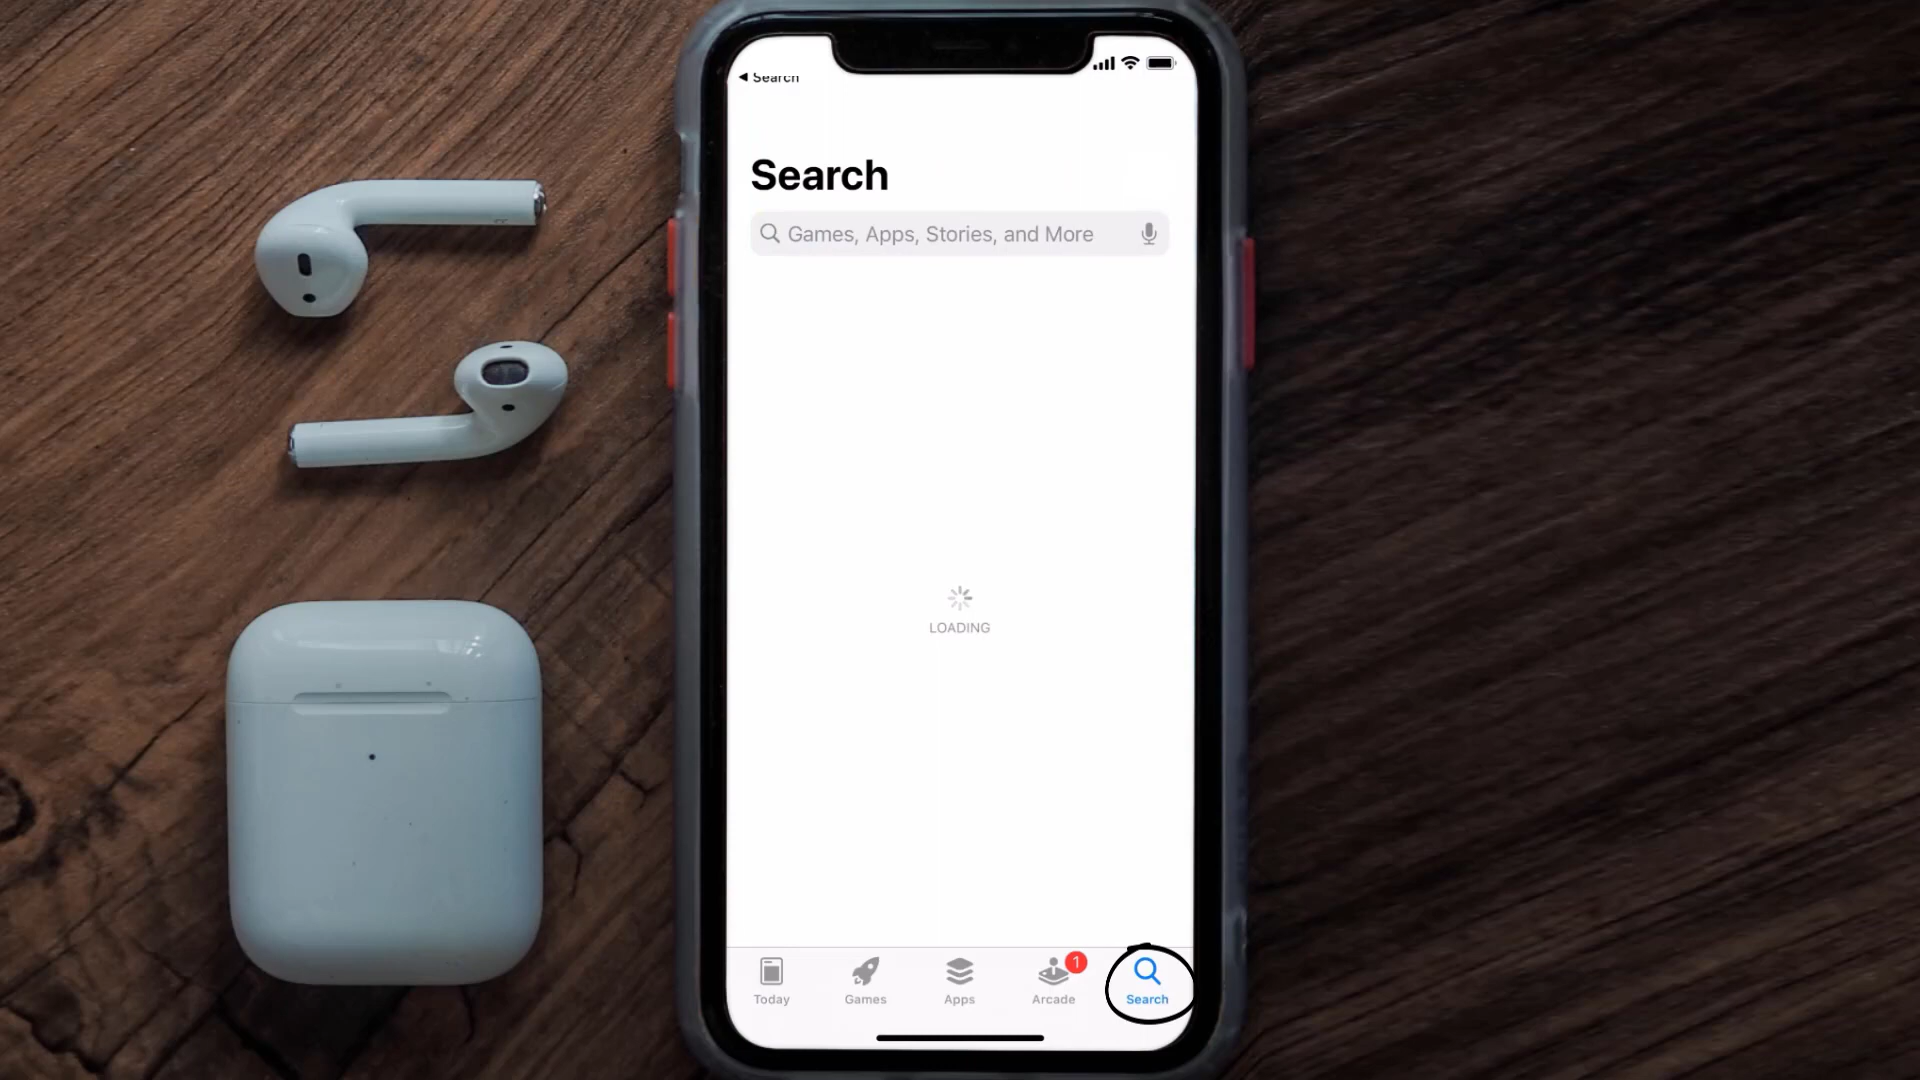 ◀ Search
Search
Games, Apps, Stories, and More
LOADING
Today
Games
Apps
Arcade
1
Search